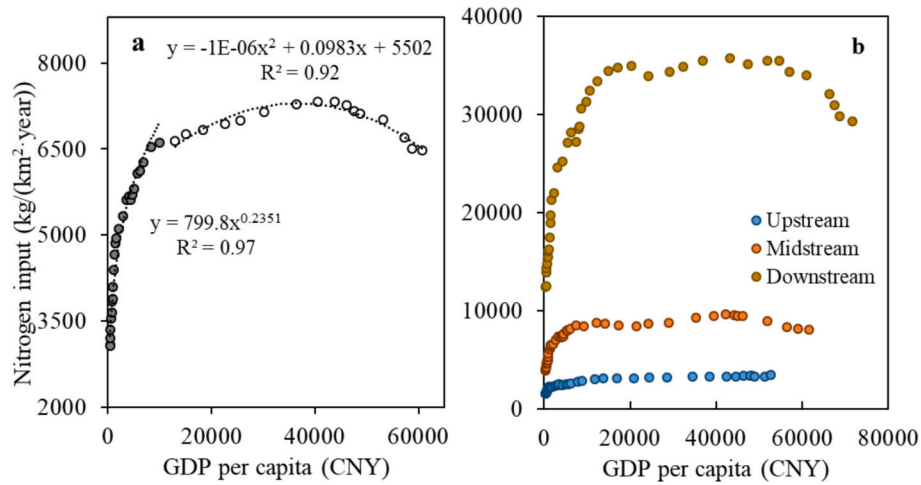 a
y = -1E-06x² + 0.0983x + 5502
R² = 0.92
y = 799.8x^0.2351
R² = 0.97
Nitrogen input (kg/(km²·year))
8000
6500
5000
3500
2000
0
20000
40000
60000
GDP per capita (CNY)
b
40000
30000
20000
10000
0
Upstream
Midstream
Downstream
0
20000
40000
60000
80000
GDP per capita (CNY)